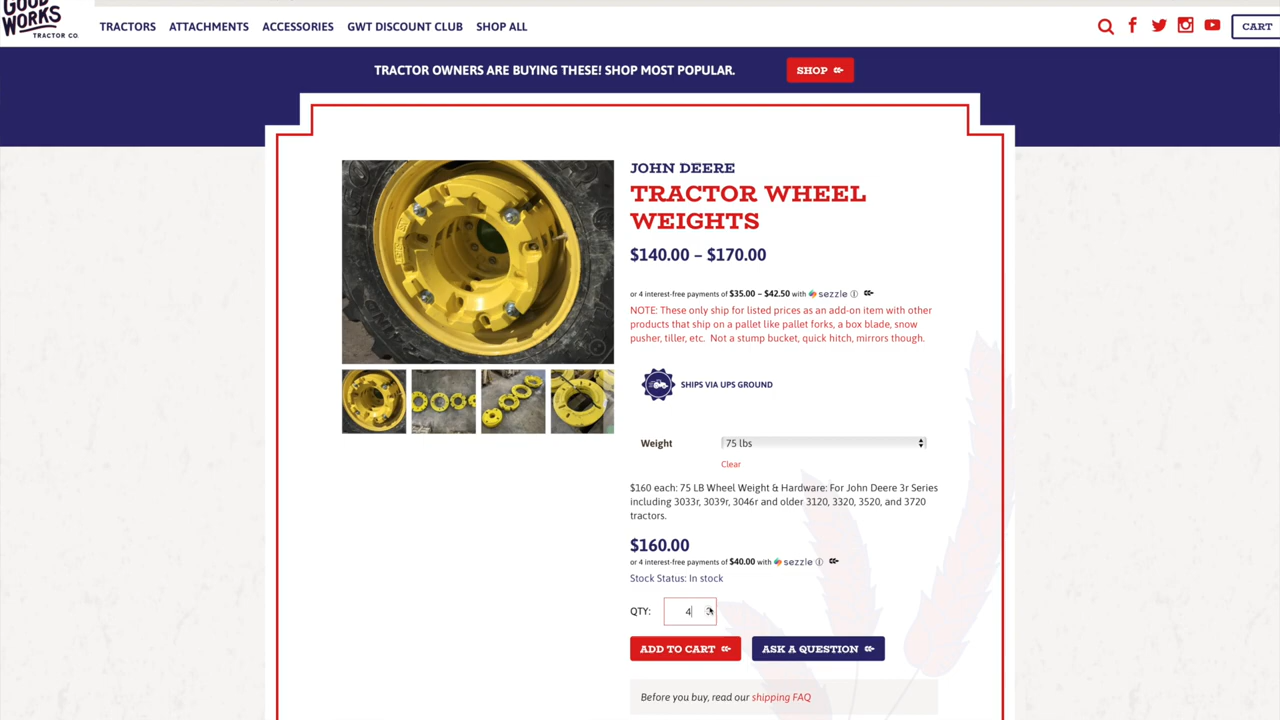 GOOD
WORKS
TRACTOR CO.
TRACTORS ATTACHMENTS ACCESSORIES GWT DISCOUNT CLUB SHOP ALL
CART
TRACTOR OWNERS ARE BUYING THESE! SHOP MOST POPULAR.
SHOP
JOHN DEERE
TRACTOR WHEEL
WEIGHTS
$140.00 – $170.00
or 4 interest-free payments of $35.00 – $42.50 with sezzle
NOTE: These only ship for listed prices as an add-on item with other
products that ship on a pallet like pallet forks, a box blade, snow
pusher, tiller, etc. Not a stump bucket, quick hitch, mirrors though.
SHIPS VIA UPS GROUND
Weight 75 lbs
Clear
$160 each: 75 LB Wheel Weight & Hardware: For John Deere 3r Series
including 3033r, 3039r, 3046r and older 3120, 3320, 3520, and 3720
tractors.
$160.00
or 4 interest-free payments of $40.00 with sezzle
Stock Status: In stock
QTY: 4
ADD TO CART
ASK A QUESTION
Before you buy, read our shipping FAQ